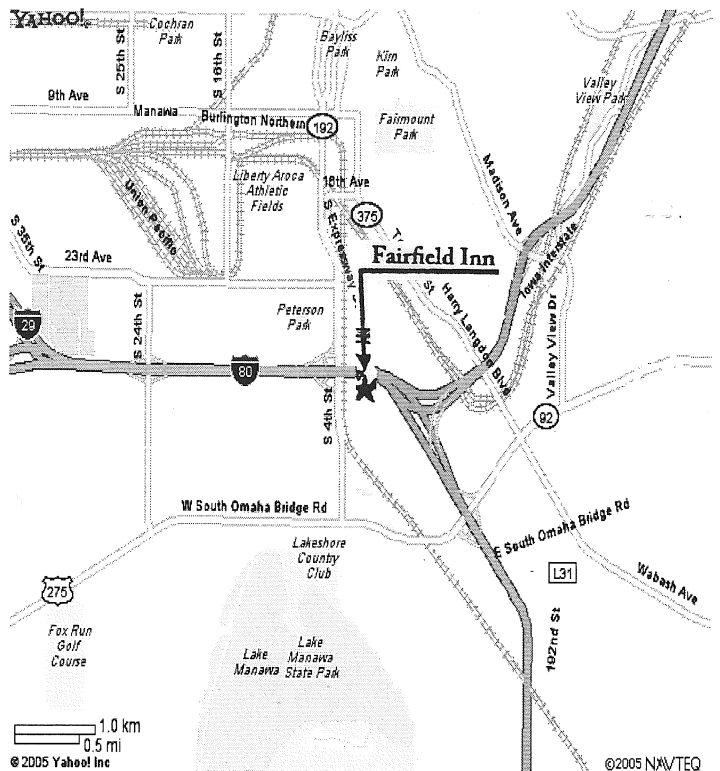 YAHOO!
Cochran
Park
Bayliss
Park
Kirn
Park
S 25th St
S 16th St
9th Ave
Manawa
Burlington Northern
192
Fairmount
Park
Valley
View Park
Liberty Aroca
Athletic
Fields
16th Ave
Madison Ave
Union Pacific
375
S Expressway
S 35th St
23rd Ave
Fairfield Inn
St
Iowa Interstate
Harry Langdon Blvd
Valley View Dr
Peterson
Park
29
S 24th St
80
S 4th St
92
W South Omaha Bridge Rd
E South Omaha Bridge Rd
Lakeshore
Country
Club
L31
Wabash Ave
275
Fox Run
Golf
Course
Lake
Manawa
Lake
Manawa
State Park
192nd St
1.0 km
0.5 mi
© 2005 Yahoo! Inc
©2005 NAVTEQ